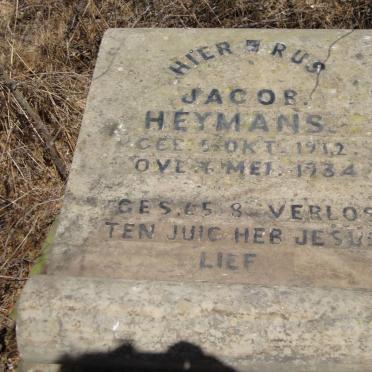 HIER RUS
JACOB
HEYMANS.
GEB 5 OKT. 1912
OVL MEI. 1934
GES. 65. 8 VERLOS
TEN JUIG HEB JESUS
LIEF